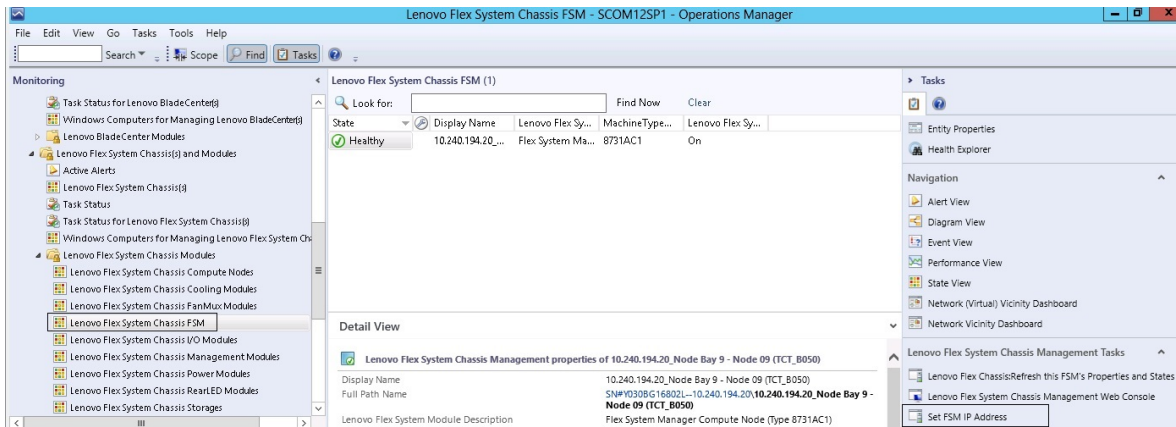 Lenovo Flex System Chassis FSM - SCOM12SP1 - Operations Manager
File Edit View Go Tasks Tools Help
Search Scope Find Tasks
Monitoring
Task Status for Lenovo BladeCenter(s)
Windows Computers for Managing Lenovo BladeCenter(s)
Lenovo BladeCenter Modules
Lenovo Flex System Chassis(s) and Modules
Active Alerts
Lenovo Flex System Chassis(s)
Task Status
Task Status for Lenovo Flex System Chassis(s)
Windows Computers for Managing Lenovo Flex System Ch
Lenovo Flex System Chassis Modules
Lenovo Flex System Chassis Compute Nodes
Lenovo Flex System Chassis Cooling Modules
Lenovo Flex System Chassis FanMux Modules
Lenovo Flex System Chassis FSM
Lenovo Flex System Chassis I/O Modules
Lenovo Flex System Chassis Management Modules
Lenovo Flex System Chassis Power Modules
Lenovo Flex System Chassis RearLED Modules
Lenovo Flex System Chassis Storages
Lenovo Flex System Chassis FSM (1)
Look for: Find Now Clear
State Display Name Lenovo Flex Sy... MachineType... Lenovo Flex Sy...
Healthy 10.240.194.20_... Flex System Ma... 8731AC1 On
Detail View
Lenovo Flex System Chassis Management properties of 10.240.194.20_Node Bay 9 - Node 09 (TCT_B050)
Display Name 10.240.194.20_Node Bay 9 - Node 09 (TCT_B050)
Full Path Name SN#Y030BG16802L--10.240.194.20\10.240.194.20_Node Bay 9 -
Node 09 (TCT_B050)
Lenovo Flex System Module Description Flex System Manager Compute Node (Type 8731AC1)
Tasks
Entity Properties
Health Explorer
Navigation
Alert View
Diagram View
Event View
Performance View
State View
Network (Virtual) Vicinity Dashboard
Network Vicinity Dashboard
Lenovo Flex System Chassis Management Tasks
Lenovo Flex Chassis:Refresh this FSM's Properties and States
Lenovo Flex System Chassis Management Web Console
Set FSM IP Address